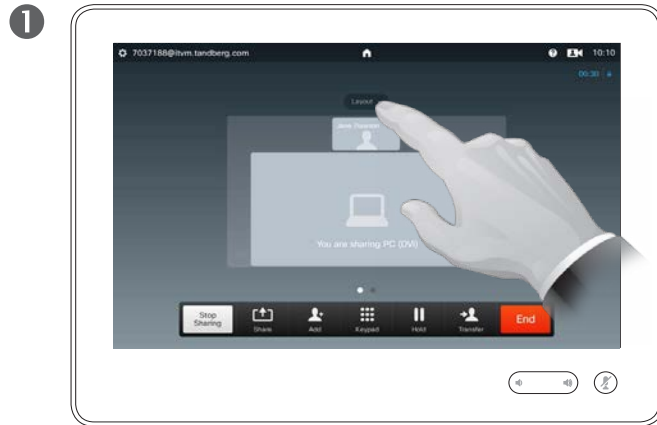 1
7037188@itvm.tandberg.com
? 10:10
00:30
Layout
You are sharing PC (DVI)
Stop
Sharing
Share
Add
Keypad
Hold
Transfer
End